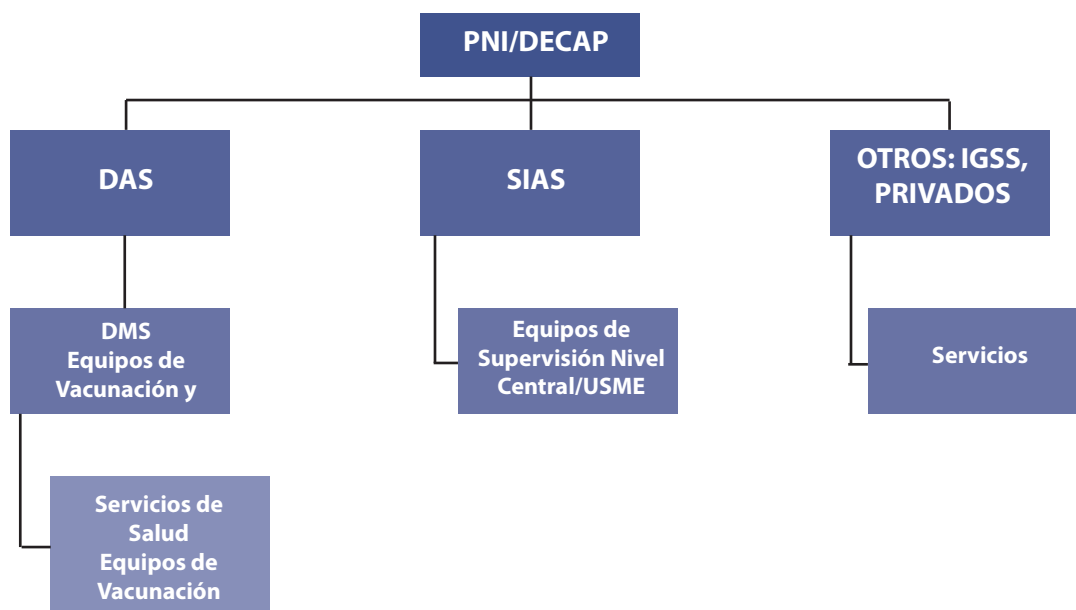 PNI/DECAP
DAS
SIAS
OTROS: IGSS,
PRIVADOS
DMS
Equipos de
Vacunación y
Equipos de
Supervisión Nivel
Central/USME
Servicios
Servicios de
Salud
Equipos de
Vacunación